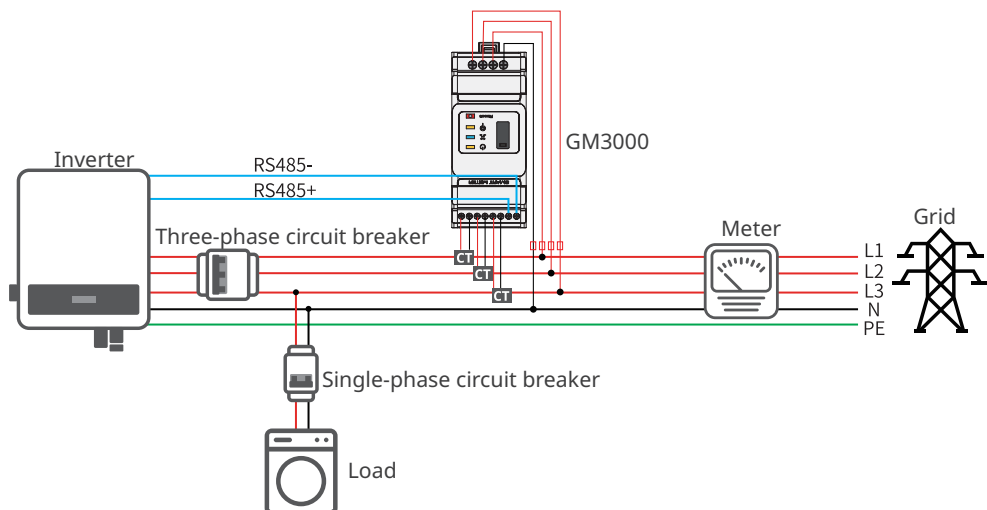 GM3000
Inverter
RS485-
RS485+
Three-phase circuit breaker
CT
CT
CT
Meter
Grid
L1
L2
L3
N
PE
Single-phase circuit breaker
Load